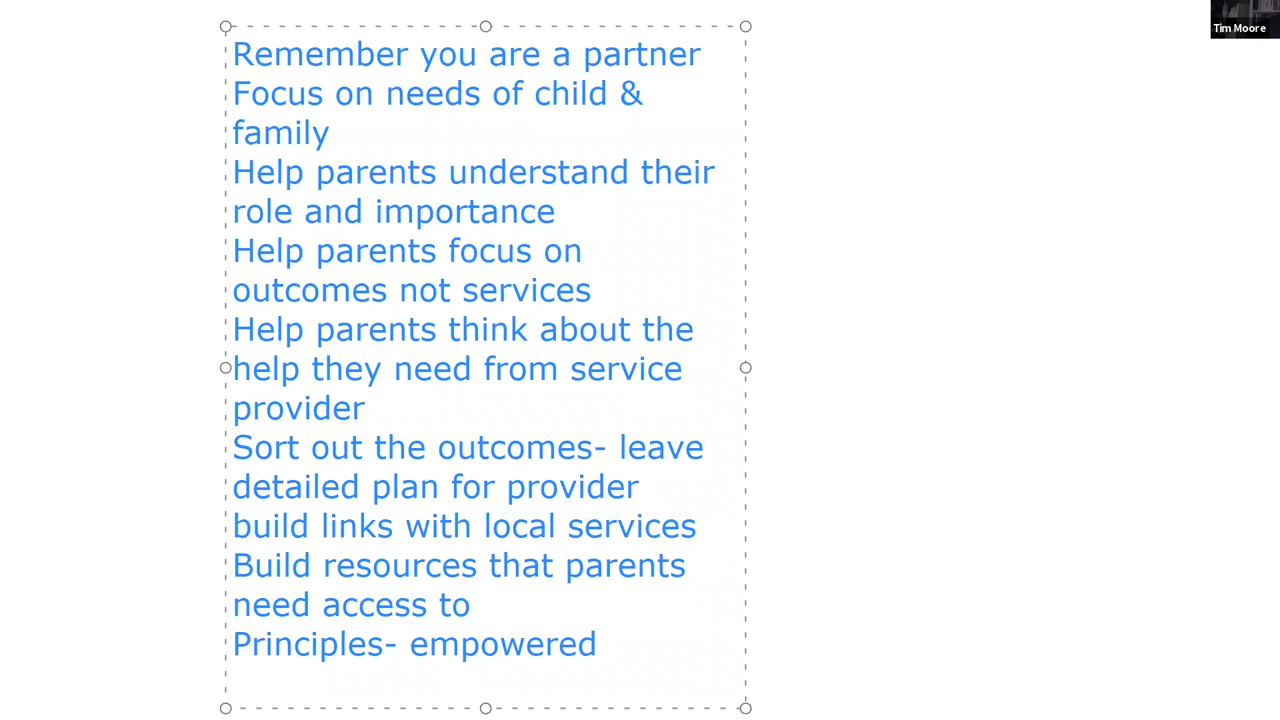 Remember you are a partner
Focus on needs of child &
family
Help parents understand their
role and importance
Help parents focus on
outcomes not services
Help parents think about the
help they need from service
provider
Sort out the outcomes- leave
detailed plan for provider
build links with local services
Build resources that parents
need access to
Principles- empowered
Tim Moore